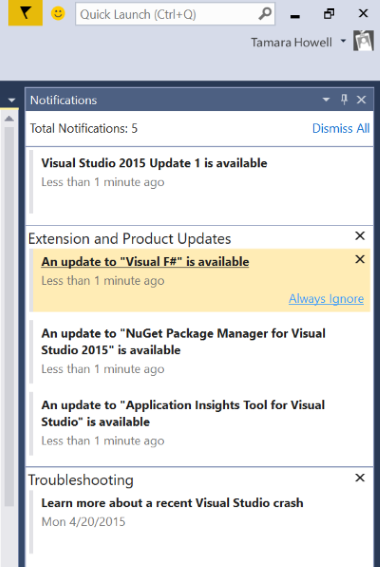 Quick Launch (Ctrl+Q)
Tamara Howell
Notifications
Total Notifications: 5 Dismiss All
Visual Studio 2015 Update 1 is available
Less than 1 minute ago
Extension and Product Updates
An update to "Visual F#" is available
Less than 1 minute ago
Always Ignore
An update to "NuGet Package Manager for Visual
Studio 2015" is available
Less than 1 minute ago
An update to "Application Insights Tool for Visual
Studio" is available
Less than 1 minute ago
Troubleshooting
Learn more about a recent Visual Studio crash
Mon 4/20/2015